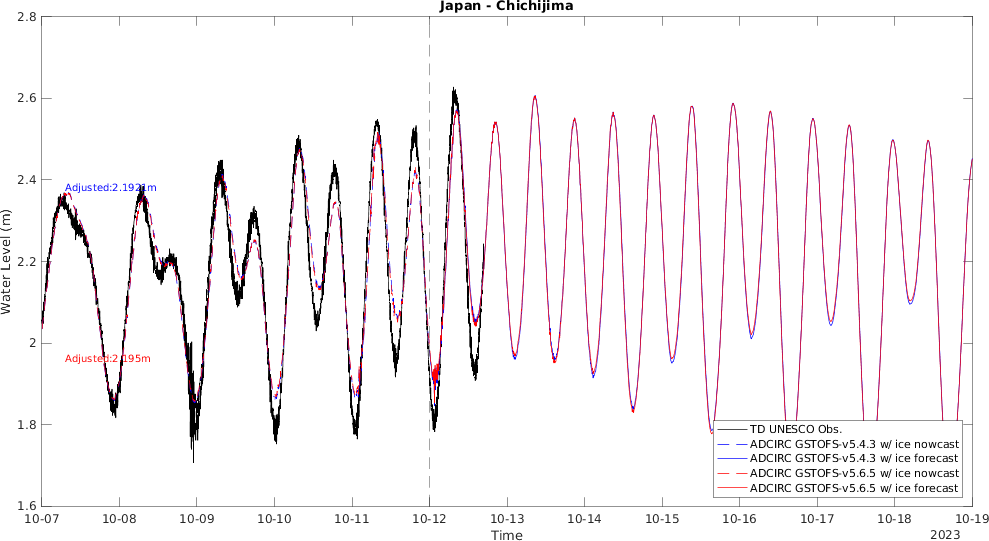 Japan - Chichijima
2.8
2.6
2.4
2.2
2
1.8
1.6
Water Level (m)
Adjusted:2.1921m
Adjusted:2.195m
TD UNESCO Obs.
ADCIRC GSTOFS-v5.4.3 w/ ice nowcast
ADCIRC GSTOFS-v5.4.3 w/ ice forecast
ADCIRC GSTOFS-v5.6.5 w/ ice nowcast
ADCIRC GSTOFS-v5.6.5 w/ ice forecast
10-07 10-08 10-09 10-10 10-11 10-12 10-13 10-14 10-15 10-16 10-17 10-18 10-19
Time
2023